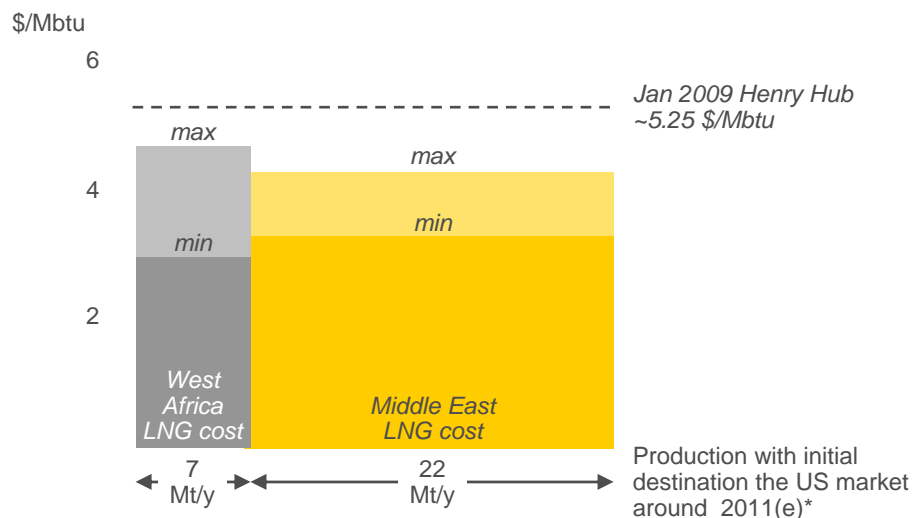 $/Mbtu
6
Jan 2009 Henry Hub
~5.25 $/Mbtu
max
max
4
min
min
2
West
Africa
LNG cost
Middle East
LNG cost
7
Mt/y
22
Mt/y
Production with initial
destination the US market
around 2011(e)*